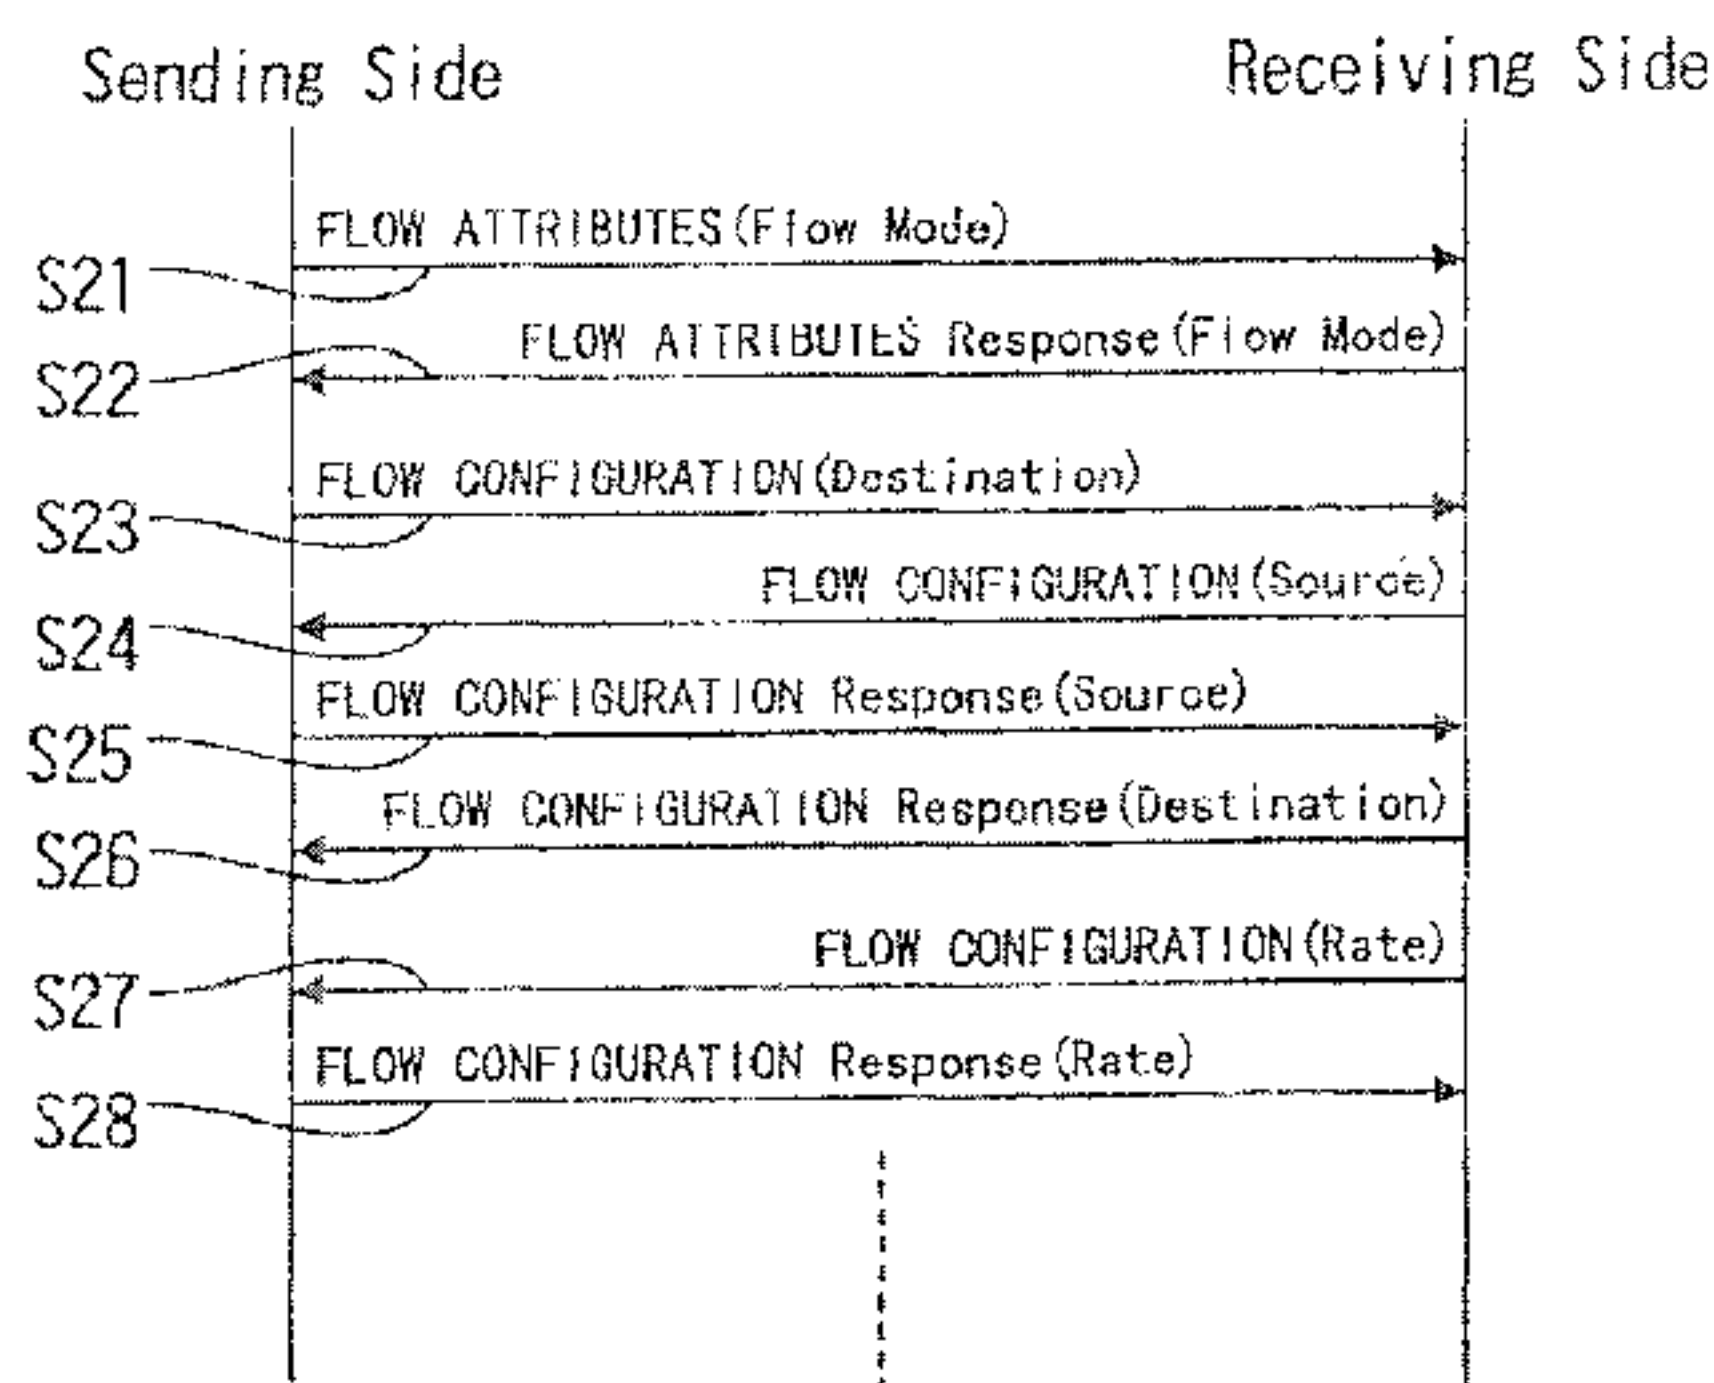 Sending Side
Receiving Side
FLOW ATTRIBUTES(Flow Mode)
S21
FLOW ATTRIBUTES Response(Flow Mode)
S22
FLOW CONFIGURATION(Destination)
S23
FLOW CONFIGURATION(Source)
S24
FLOW CONFIGURATION Response(Source)
S25
FLOW CONFIGURATION Response(Destination)
S26
FLOW CONFIGURATION(Rate)
S27
FLOW CONFIGURATION Response(Rate)
S28